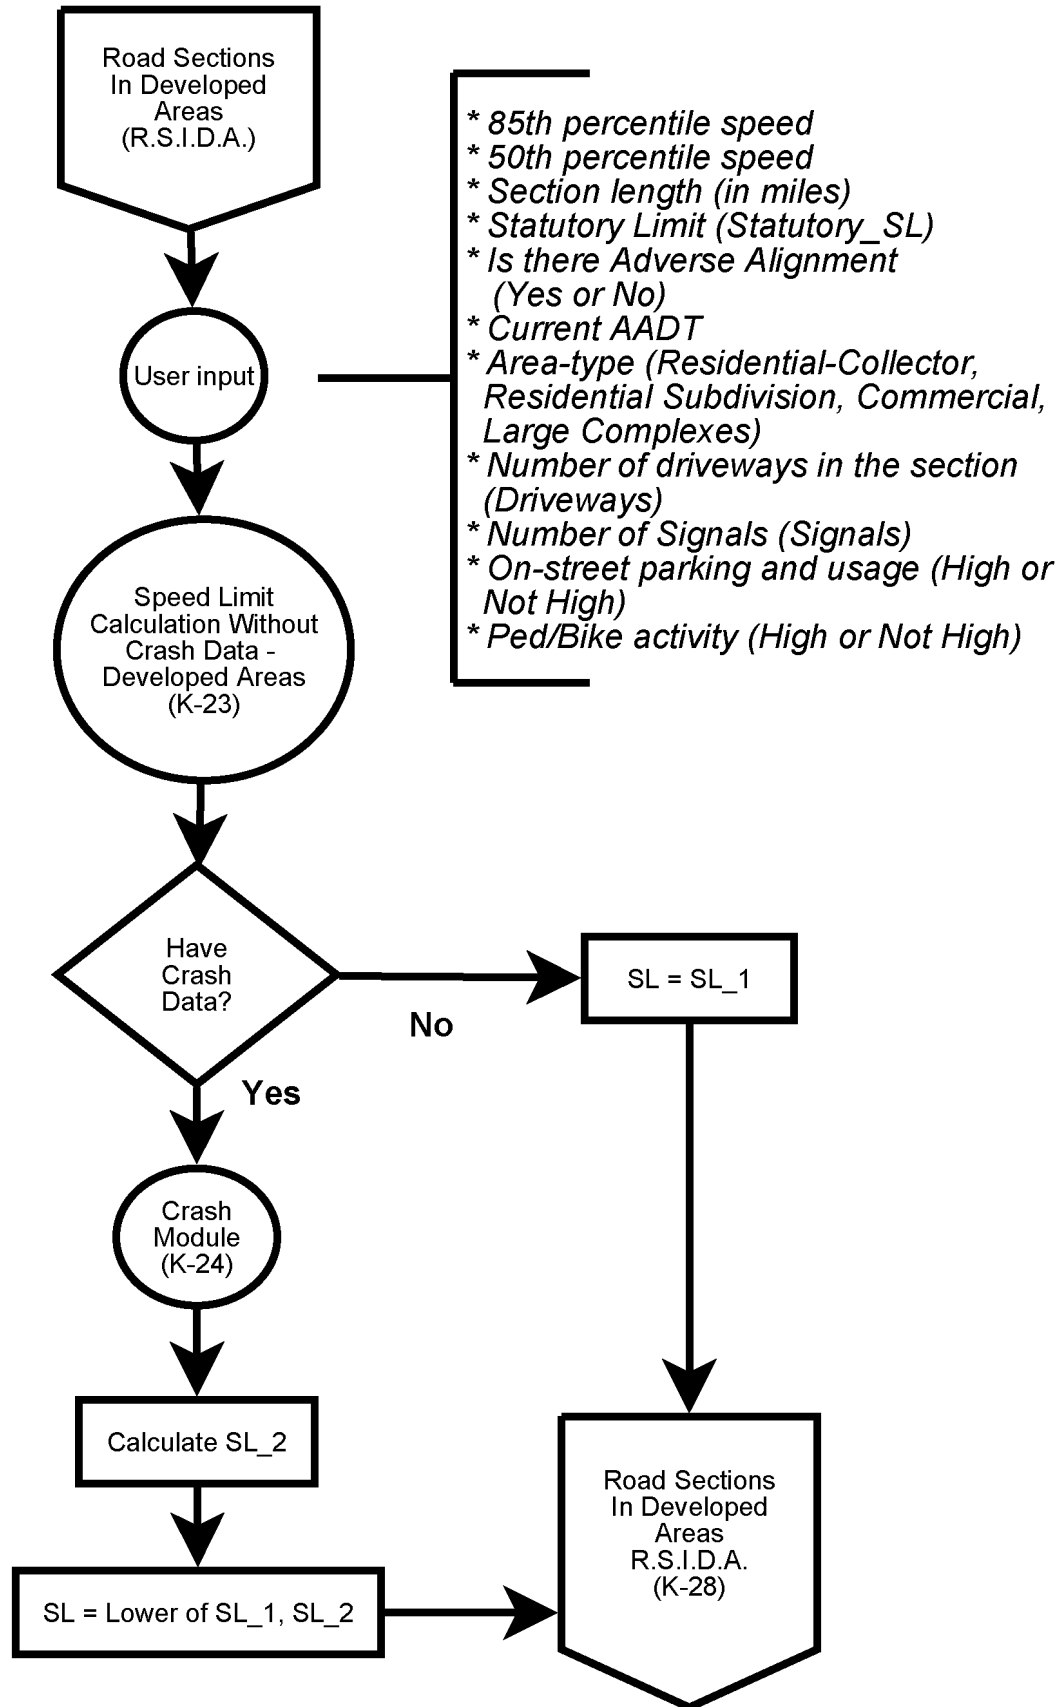 Road Sections
In Developed
Areas
(R.S.I.D.A.)
* 85th percentile speed
* 50th percentile speed
* Section length (in miles)
* Statutory Limit (Statutory_SL)
* Is there Adverse Alignment
(Yes or No)
* Current AADT
* Area-type (Residential-Collector,
Residential Subdivision, Commercial,
Large Complexes)
* Number of driveways in the section
(Driveways)
* Number of Signals (Signals)
* On-street parking and usage (High or
Not High)
* Ped/Bike activity (High or Not High)
User input
Speed Limit
Calculation Without
Crash Data -
Developed Areas
(K-23)
Have
Crash
Data?
No
SL = SL_1
Yes
Crash
Module
(K-24)
Calculate SL_2
SL = Lower of SL_1, SL_2
Road Sections
In Developed
Areas
R.S.I.D.A.
(K-28)